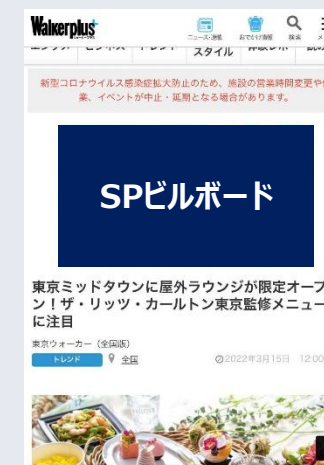 Walkerplus
ニュース・連載
おでかけ情報
検索
スタイル
新型コロナウイルス感染症拡大防止のため、施設の営業時間変更や
業、イベントが中止・延期となる場合があります。
SPビルボード
東京ミッドタウンに屋外ラウンジが限定オープ
ン！ザ・リッツ・カールトン東京監修メニュー
に注目
東京ウォーカー（全国版）
トレンド
全国
2022年3月15日 12:00